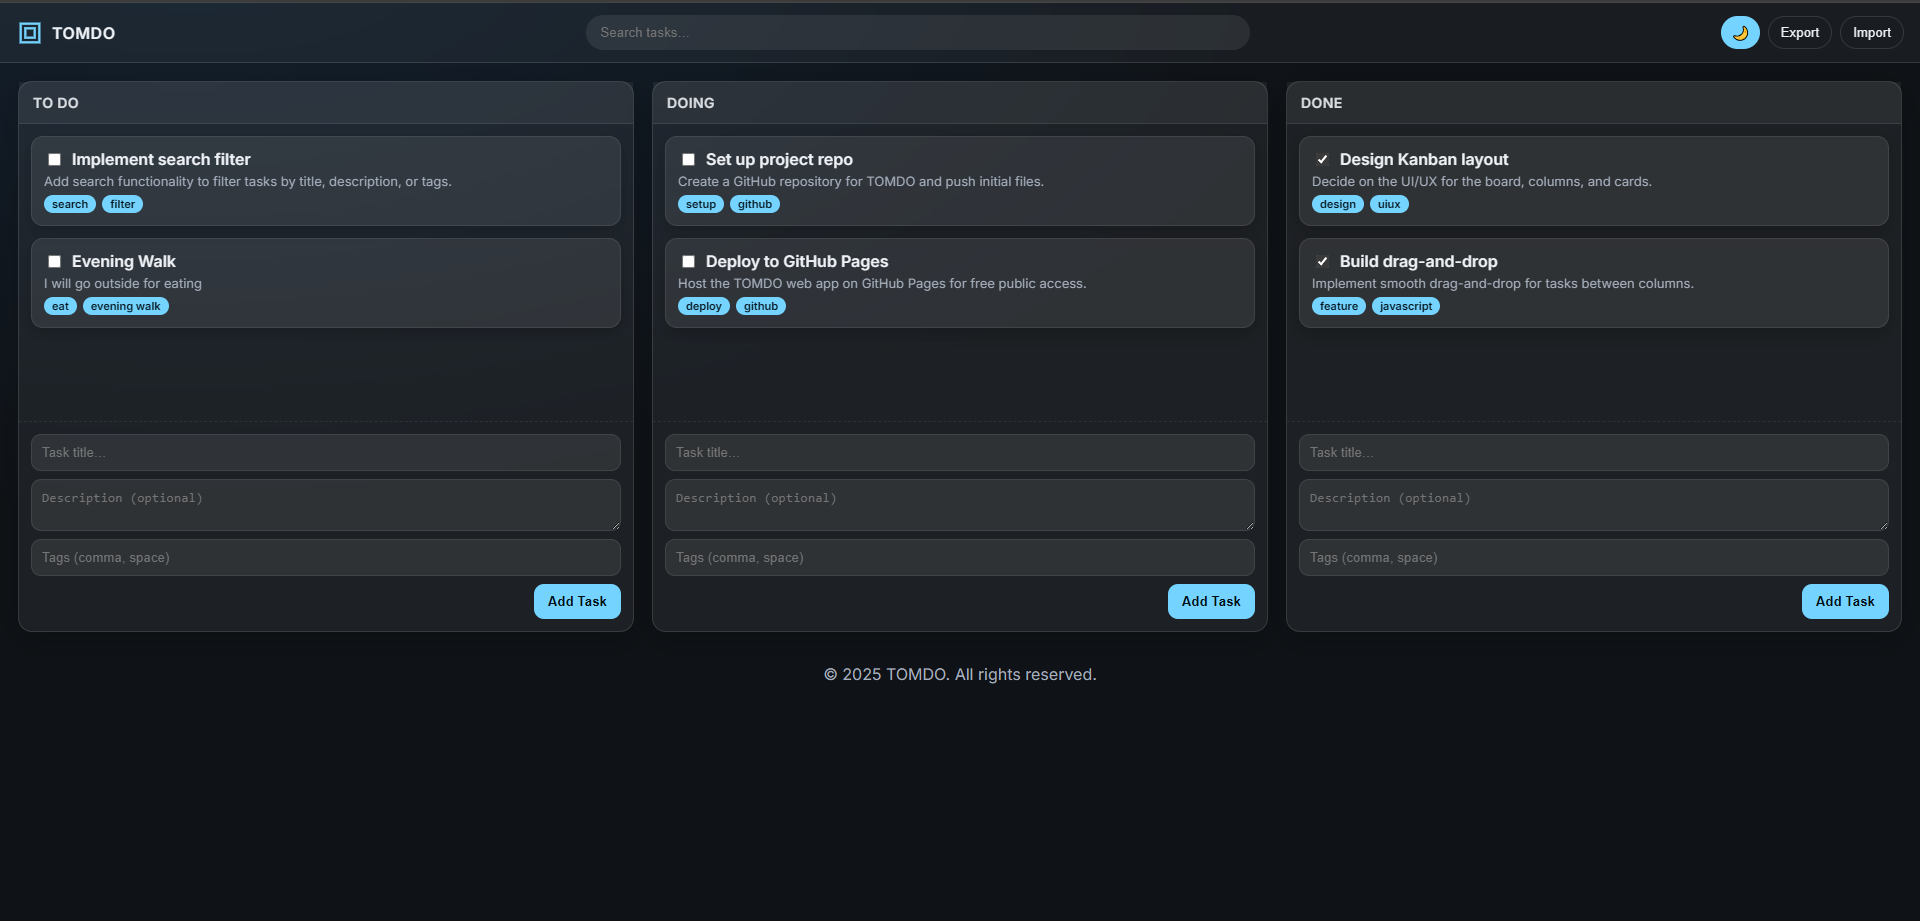 TOMDO
Search tasks...
Export
Import
TO DO
Implement search filter
Add search functionality to filter tasks by title, description, or tags.
search filter
Evening Walk
I will go outside for eating
eat evening walk
Task title...
Description (optional)
Tags (comma, space)
Add Task
DOING
Set up project repo
Create a GitHub repository for TOMDO and push initial files.
setup github
Deploy to GitHub Pages
Host the TOMDO web app on GitHub Pages for free public access.
deploy github
Task title...
Description (optional)
Tags (comma, space)
Add Task
DONE
Design Kanban layout
Decide on the UI/UX for the board, columns, and cards.
design uiux
Build drag-and-drop
Implement smooth drag-and-drop for tasks between columns.
feature javascript
Task title...
Description (optional)
Tags (comma, space)
Add Task
© 2025 TOMDO. All rights reserved.